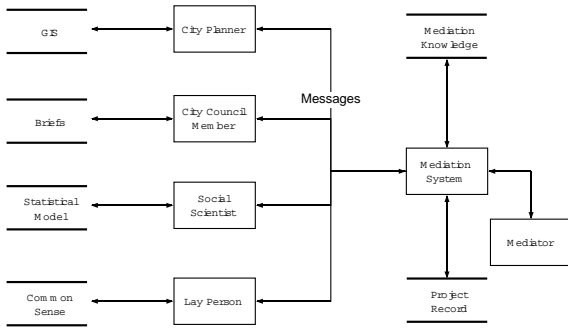 GIS
City Planner
Mediation
Knowledge
Messages
Briefs
City Council
Member
Mediation
System
Statistical
Model
Social
Scientist
Mediator
Common
Sense
Lay Person
Project
Record